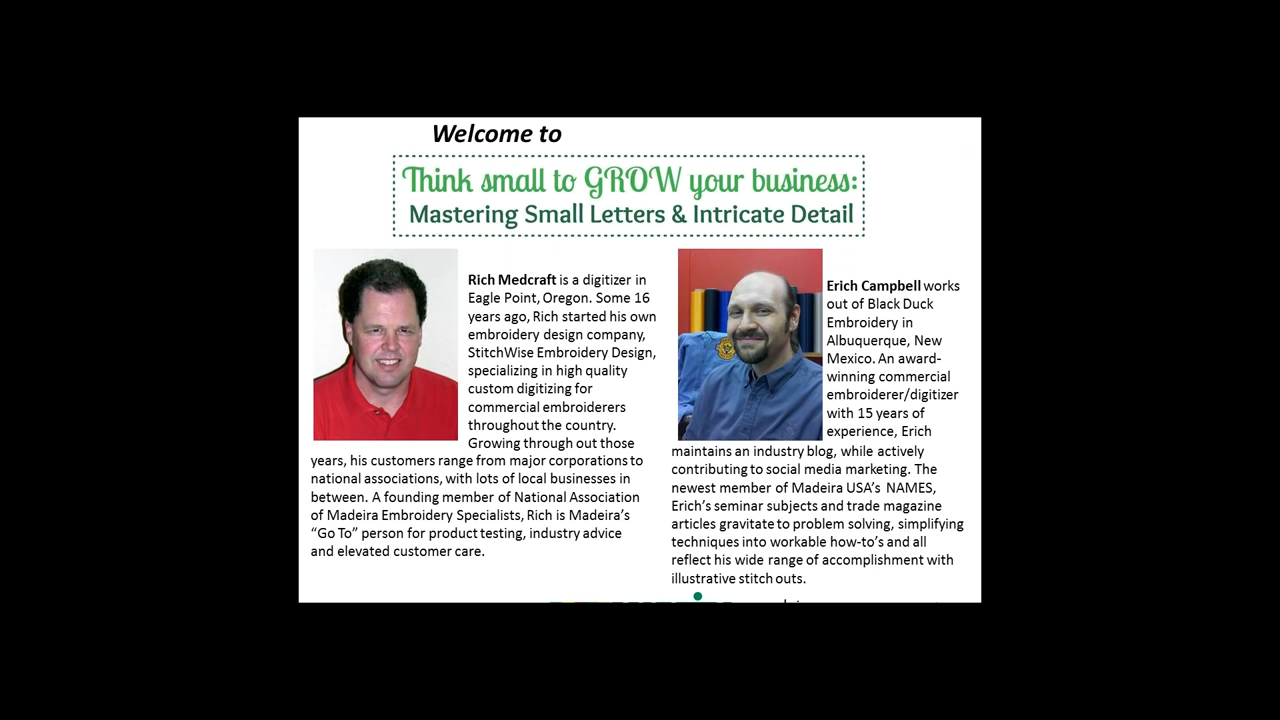 Welcome to
Think small to GROW your business:
Mastering Small Letters & Intricate Detail
Rich Medcraft is a digitizer in
Eagle Point, Oregon. Some 16
years ago, Rich started his own
embroidery design company,
StitchWise Embroidery Design,
specializing in high quality
custom digitizing for
commercial embroiderers
throughout the country.
Growing through out those
years, his customers range from major corporations to
national associations, with lots of local businesses in
between. A founding member of National Association
of Madeira Embroidery Specialists, Rich is Madeira’s
“Go To” person for product testing, industry advice
and elevated customer care.
Erich Campbell works
out of Black Duck
Embroidery in
Albuquerque, New
Mexico. An award-
winning commercial
embroiderer/digitizer
with 15 years of
experience, Erich
maintains an industry blog, while actively
contributing to social media marketing. The
newest member of Madeira USA’s NAMES,
Erich’s seminar subjects and trade magazine
articles gravitate to problem solving, simplifying
techniques into workable how-to’s and all
reflect his wide range of accomplishment with
illustrative stitch outs.